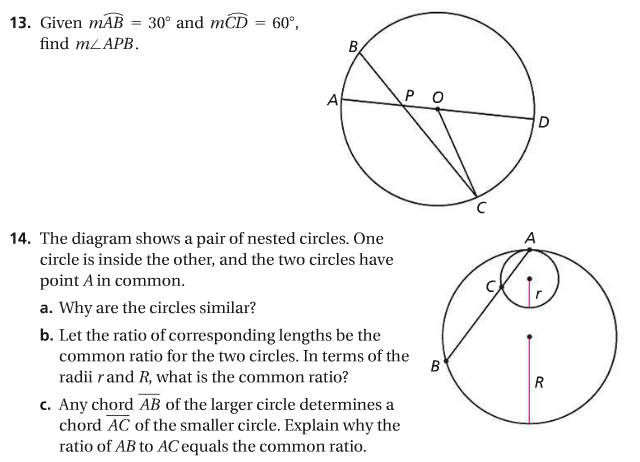 13. Given mAB = 30° and mCD = 60°,
find m∠APB.
B
A
P
O
D
C
14. The diagram shows a pair of nested circles. One
circle is inside the other, and the two circles have
point A in common.
a. Why are the circles similar?
b. Let the ratio of corresponding lengths be the
common ratio for the two circles. In terms of the
radii r and R, what is the common ratio?
c. Any chord AB of the larger circle determines a
chord AC of the smaller circle. Explain why the
ratio of AB to AC equals the common ratio.
A
C
r
B
R